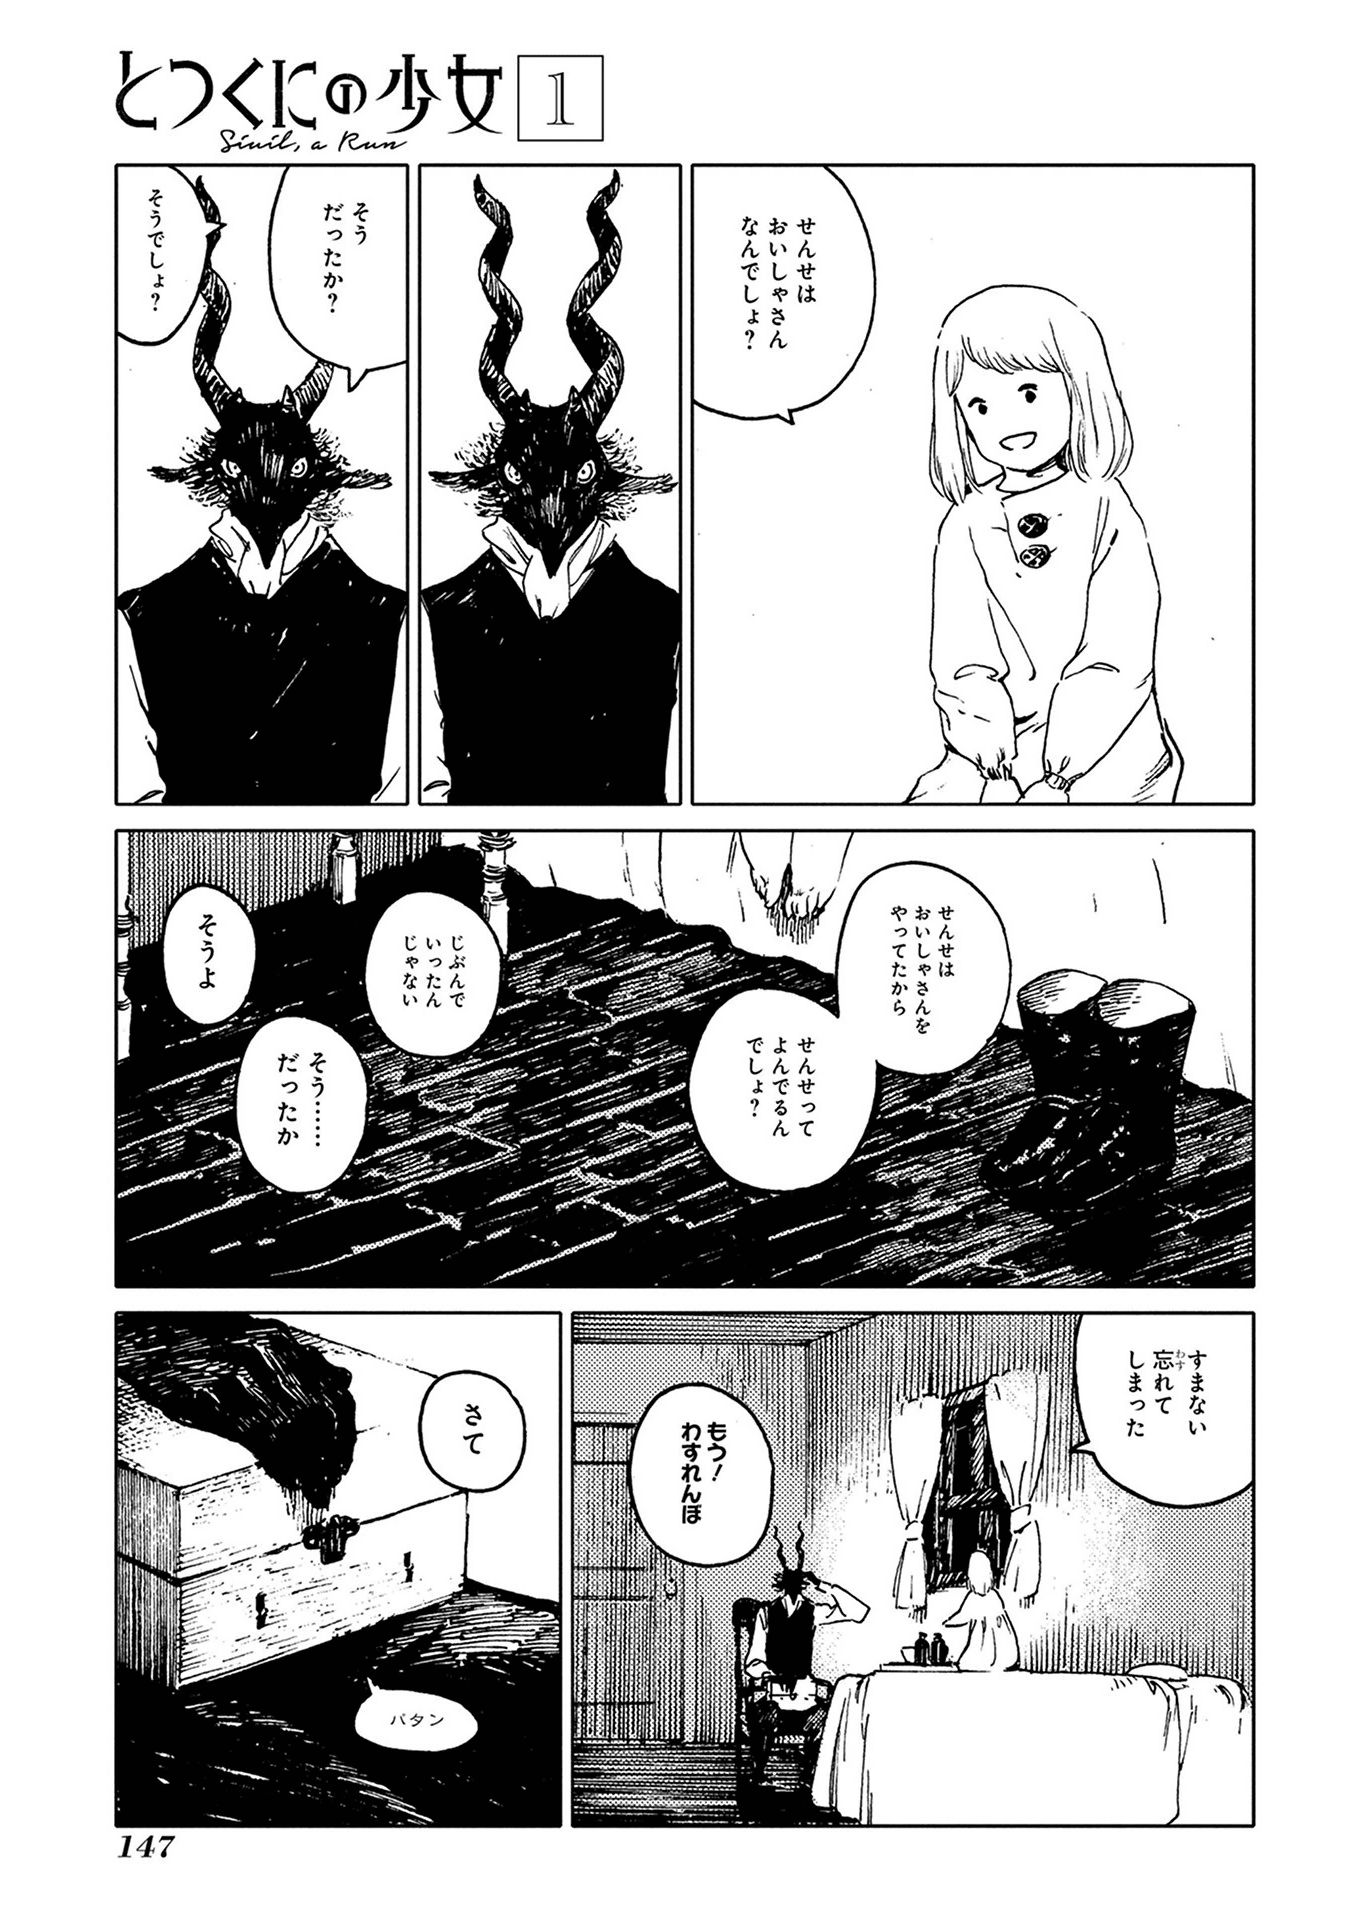 とつくにの少女
1
Siúil, a Rún
せんせは
おいしゃさん
なんでしょ？
そう
だったか？
そうでしょ？
せんせは
おいしゃさんを
やってたから
せんせって
よんでるん
でしょ？
じぶんで
いったん
じゃない
そう……
だったか
そうよ
すまない
忘れて
わす
しまった
もう！
わすれんぼ
さて
パタン
147